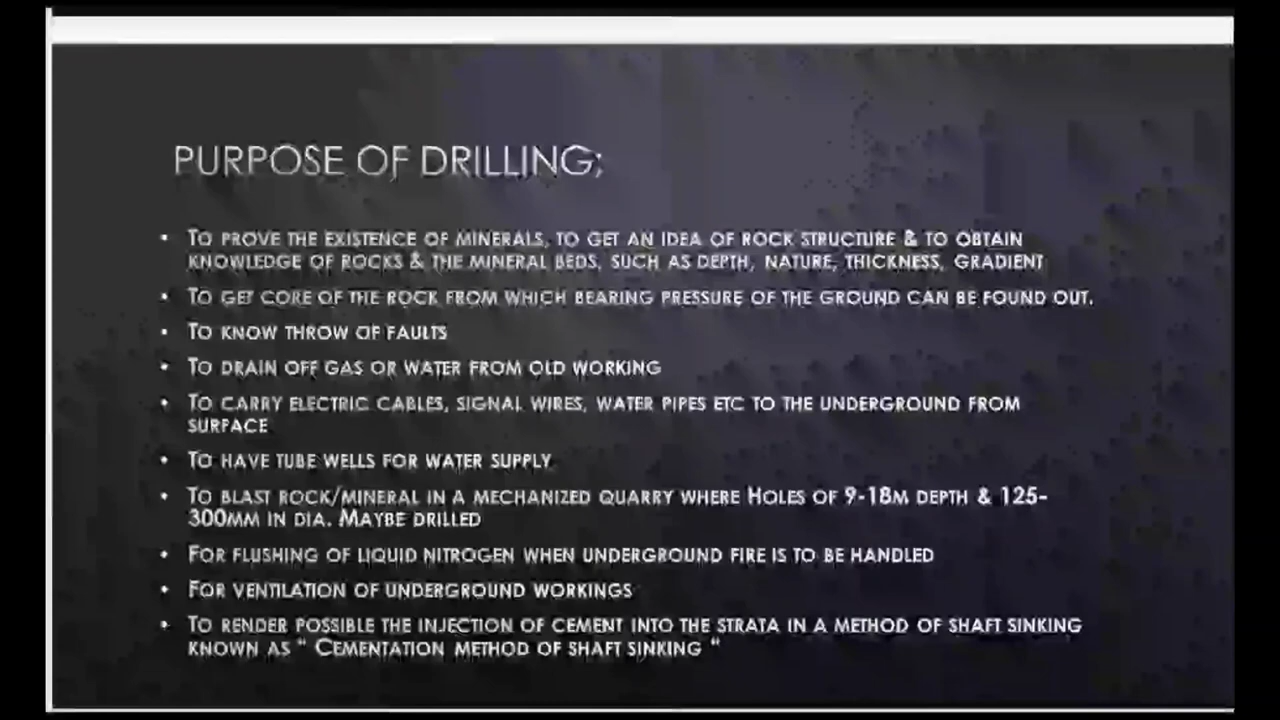 PURPOSE OF DRILLING;
• TO PROVE THE EXISTENCE OF MINERALS, TO GET AN IDEA OF ROCK STRUCTURE & TO OBTAIN
KNOWLEDGE OF ROCKS & THE MINERAL BEDS, SUCH AS DEPTH, NATURE, THICKNESS, GRADIENT
• TO GET CORE OF THE ROCK FROM WHICH BEARING PRESSURE OF THE GROUND CAN BE FOUND OUT.
• TO KNOW THROW OF FAULTS
• TO DRAIN OFF GAS OR WATER FROM OLD WORKING
• TO CARRY ELECTRIC CABLES, SIGNAL WIRES, WATER PIPES ETC TO THE UNDERGROUND FROM
SURFACE
• TO HAVE TUBE WELLS FOR WATER SUPPLY
• TO BLAST ROCK/MINERAL IN A MECHANIZED QUARRY WHERE HOLES OF 9-18M DEPTH & 125-
300MM IN DIA. MAYBE DRILLED
• FOR FLUSHING OF LIQUID NITROGEN WHEN UNDERGROUND FIRE IS TO BE HANDLED
• FOR VENTILATION OF UNDERGROUND WORKINGS
• TO RENDER POSSIBLE THE INJECTION OF CEMENT INTO THE STRATA IN A METHOD OF SHAFT SINKING
KNOWN AS " CEMENTATION METHOD OF SHAFT SINKING "